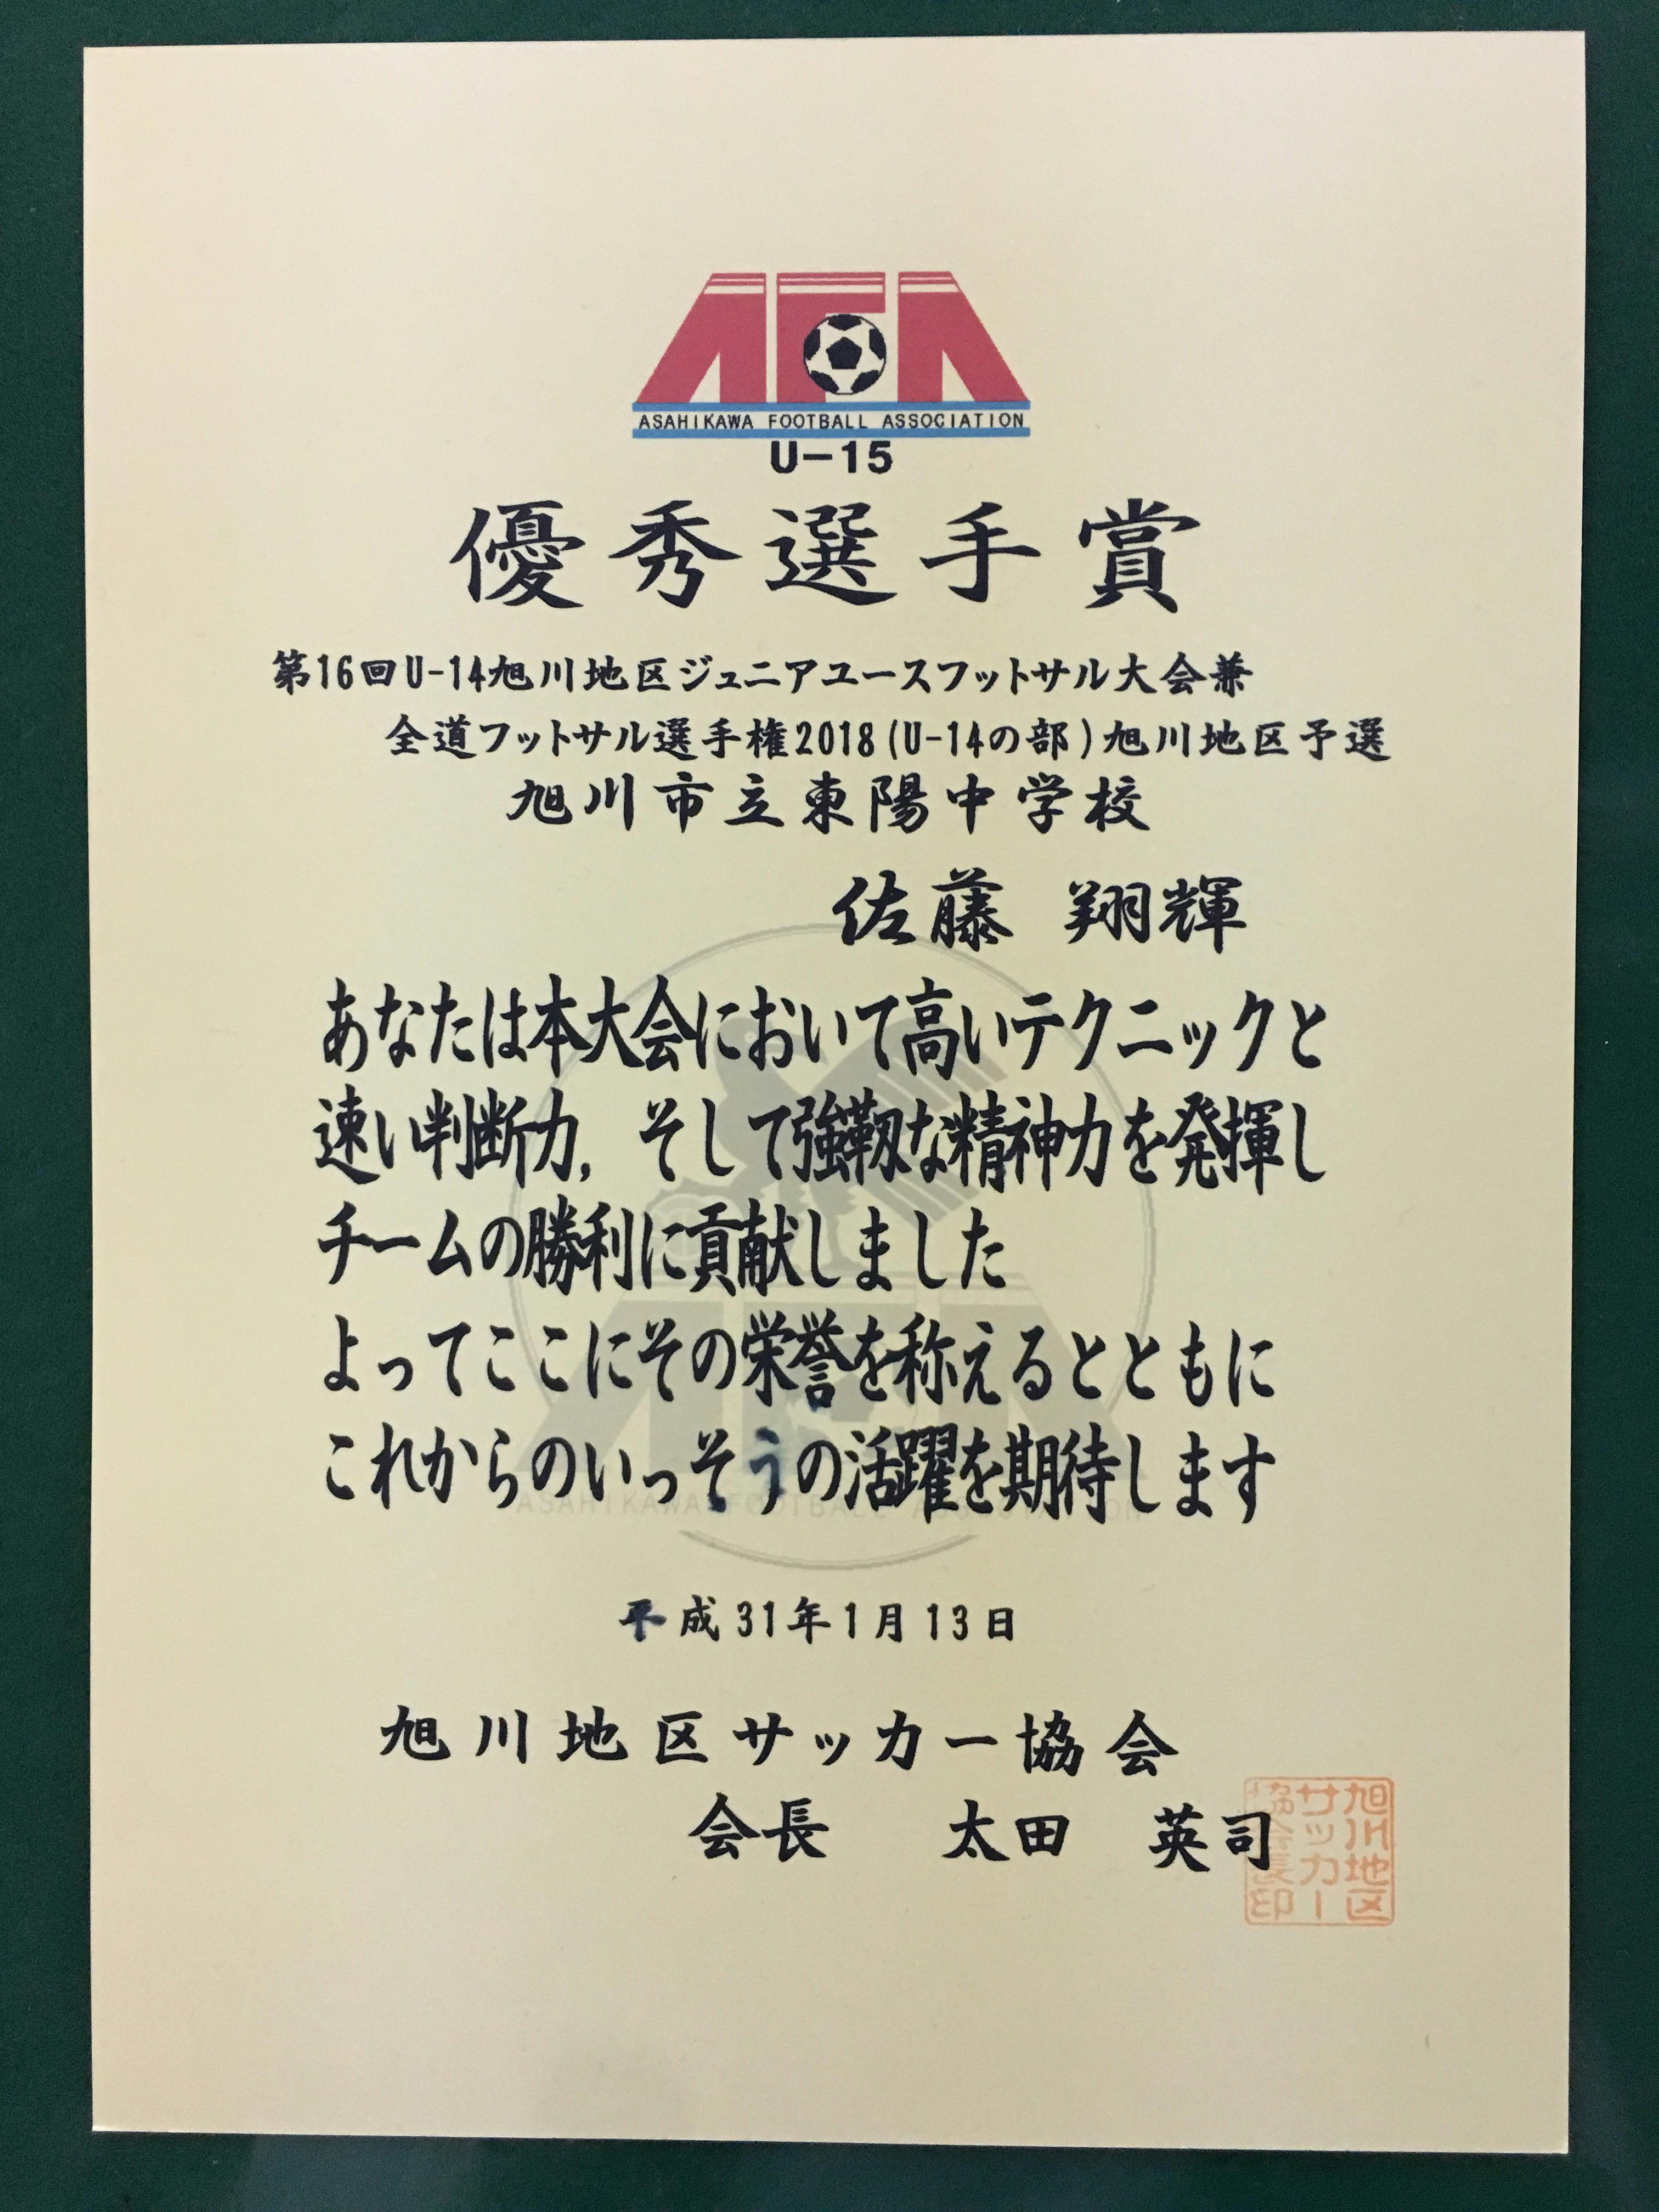 AFA
ASAHIKAWA FOOTBALL ASSOCIATION
U-15
優秀選手賞
第16回U-14旭川地区ジュニアユースフットサル大会兼
全道フットサル選手権2018(U-14の部)旭川地区予選
旭川市立東陽中学校
佐藤 翔輝
あなたは本大会において高いテクニックと
速い判断力, そして強靱な精神力を発揮し
チームの勝利に貢献しました
よってここにその栄誉を称えるとともに
これからのいっそうの活躍を期待します
ASAHIKAWA FOOTBALL ASSOCIATION
平成31年1月13日
旭川地区サッカー協会
会長 太田 英司
旭川地区
サッカー
協会長印